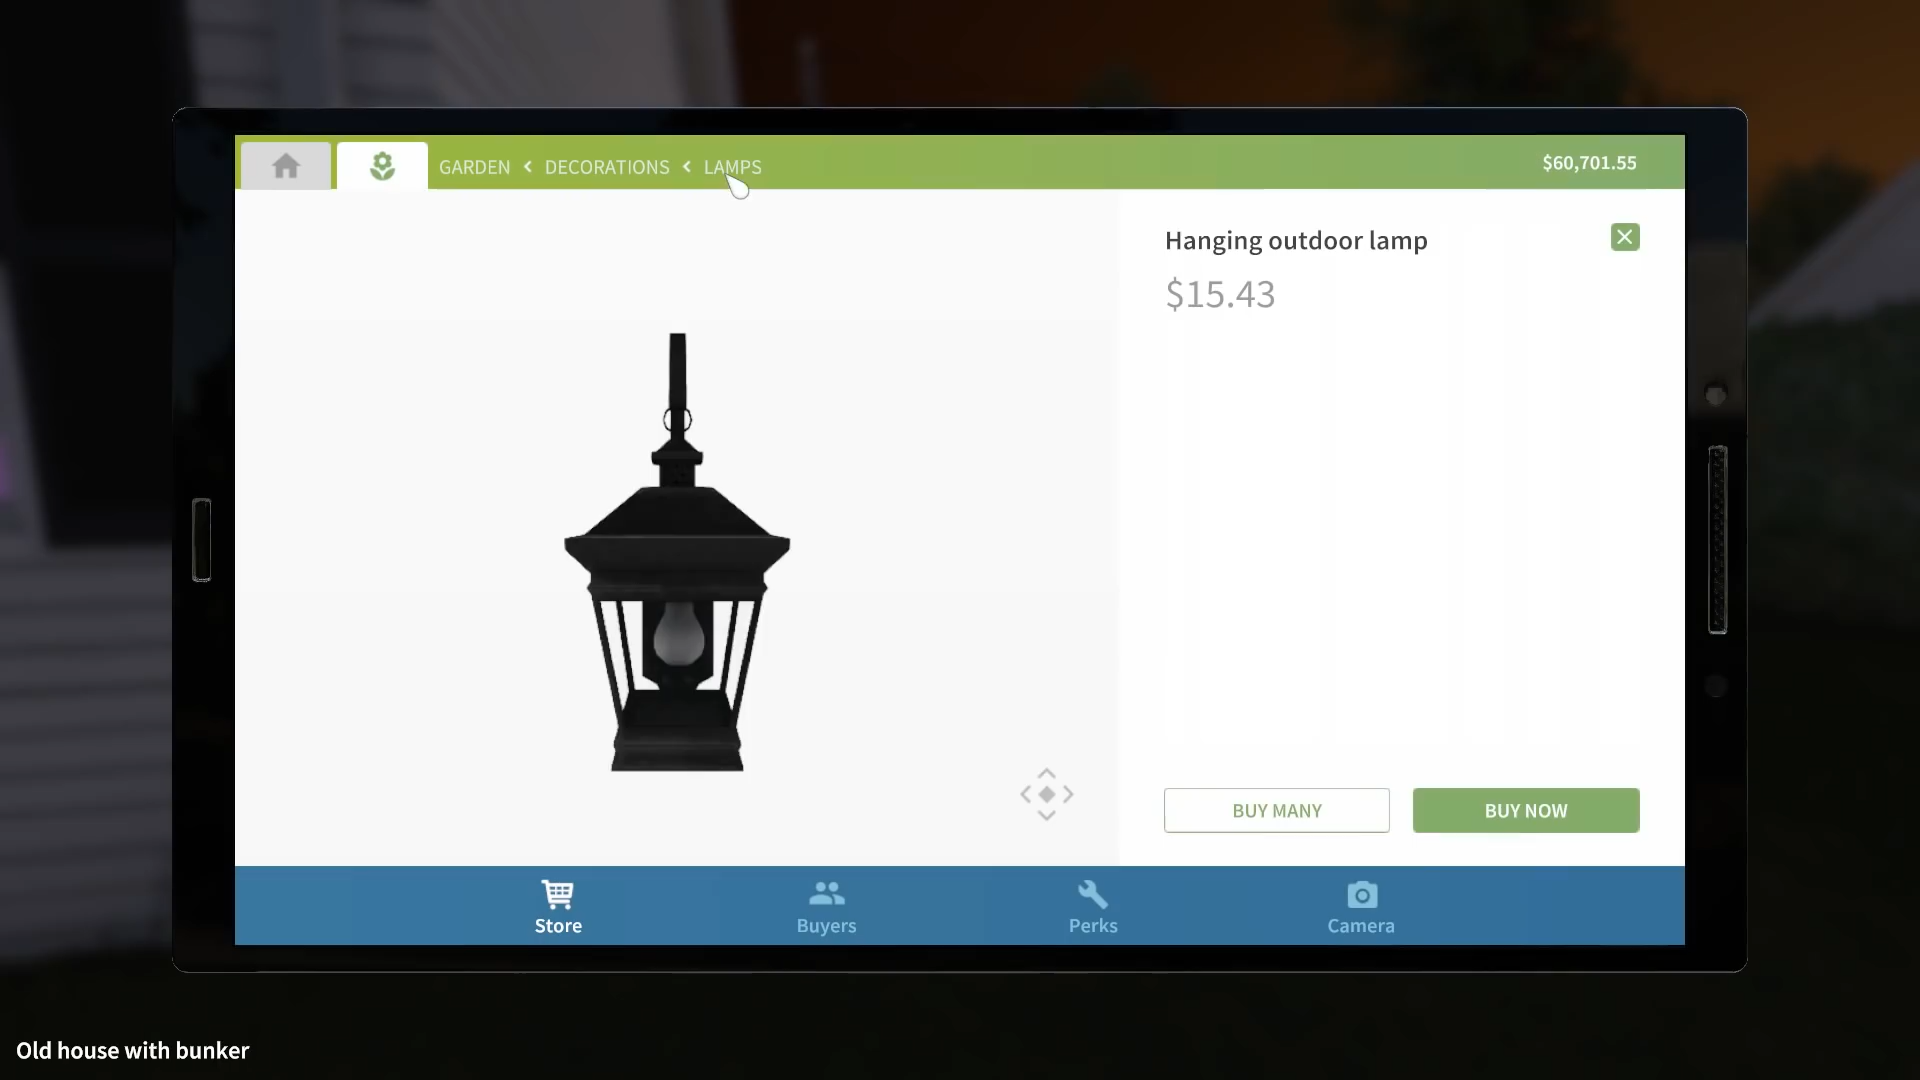 GARDEN < DECORATIONS < LAMPS
$60,701.55
Hanging outdoor lamp
$15.43
BUY MANY
BUY NOW
Store
Buyers
Perks
Camera
Old house with bunker